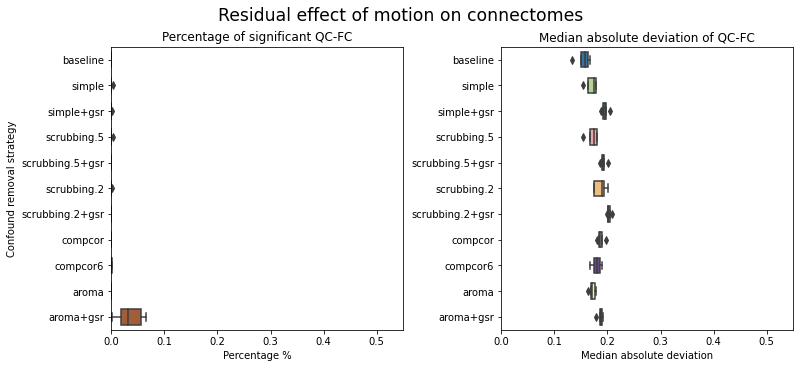 Residual effect of motion on connectomes
Percentage of significant QC-FC
Confound removal strategy
baseline
simple
simple+gsr
scrubbing.5
scrubbing.5+gsr
scrubbing.2
scrubbing.2+gsr
compcor
compcor6
aroma
aroma+gsr
0.0 0.1 0.2 0.3 0.4 0.5
Percentage %
Median absolute deviation of QC-FC
baseline
simple
simple+gsr
scrubbing.5
scrubbing.5+gsr
scrubbing.2
scrubbing.2+gsr
compcor
compcor6
aroma
aroma+gsr
0.0 0.1 0.2 0.3 0.4 0.5
Median absolute deviation